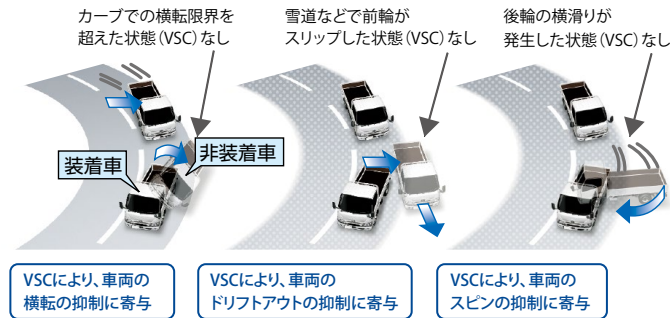 カーブでの横転限界を
超えた状態(VSC)なし
雪道などで前輪が
スリップした状態(VSC)なし
後輪の横滑りが
発生した状態(VSC)なし
装着車
非装着車
VSCにより、車両の
横転の抑制に寄与
VSCにより、車両の
ドリフトアウトの抑制に寄与
VSCにより、車両の
スピンの抑制に寄与